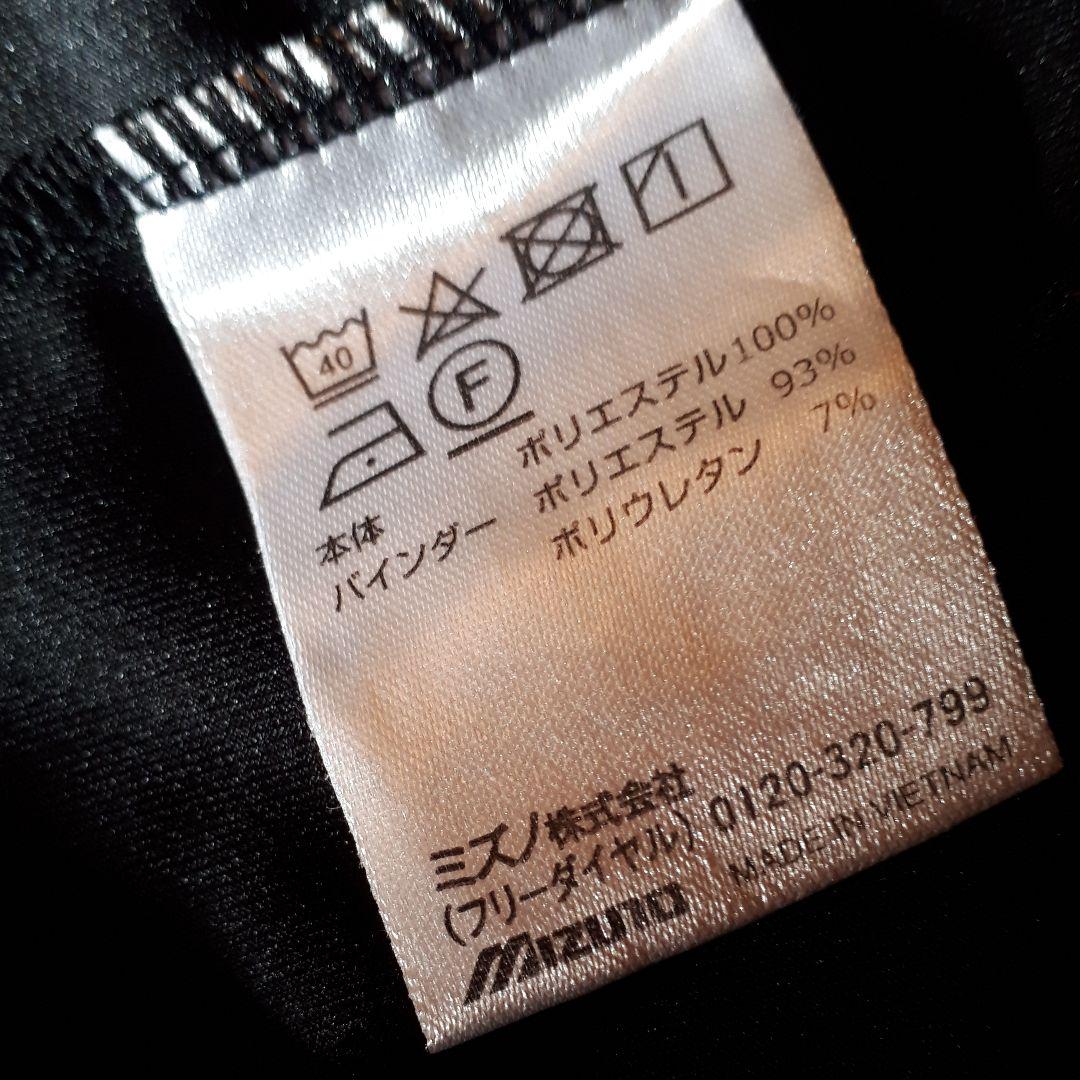 40
F
本体 ポリエステル100%
バインダー ポリエステル 93%
ポリウレタン 7%
ミズノ株式会社
(フリーダイヤル) 0120-320-799
mizuno MADE IN VIETNAM